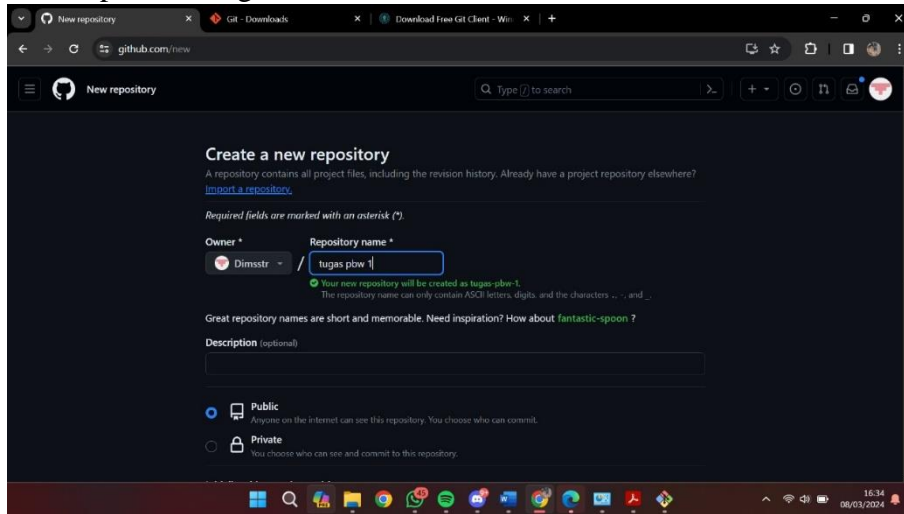 New repository
Git - Downloads
Download Free Git Client - Win
github.com/new
New repository
Type / to search
Create a new repository
A repository contains all project files, including the revision history. Already have a project repository elsewhere?
Import a repository.
Required fields are marked with an asterisk (*).
Owner * Repository name *
Dimsstr / tugas pbw 1
Your new repository will be created as tugas-pbw-1.
The repository name can only contain ASCII letters, digits, and the characters ., -, and _.
Great repository names are short and memorable. Need inspiration? How about fantastic-spoon ?
Description (optional)
Public
Anyone on the internet can see this repository. You choose who can commit.
Private
You choose who can see and commit to this repository.
16.34
08/03/2024